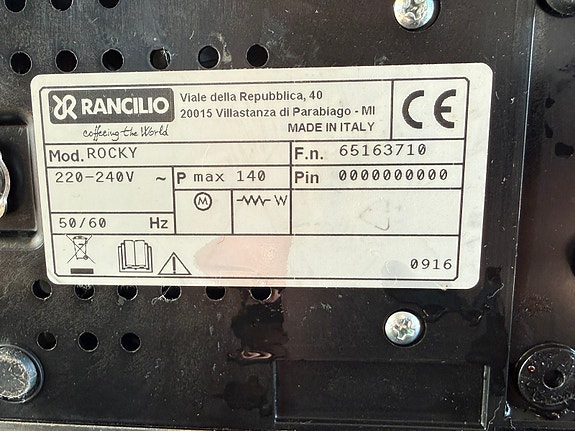 RANCILIO
coffeeing the World
Viale della Repubblica, 40
20015 Villastanza di Parabiago - MI
MADE IN ITALY
CE
Mod. ROCKY
F.n. 65163710
220-240V ~
P max 140
Pin 0000000000
M
W
50/60 Hz
0916